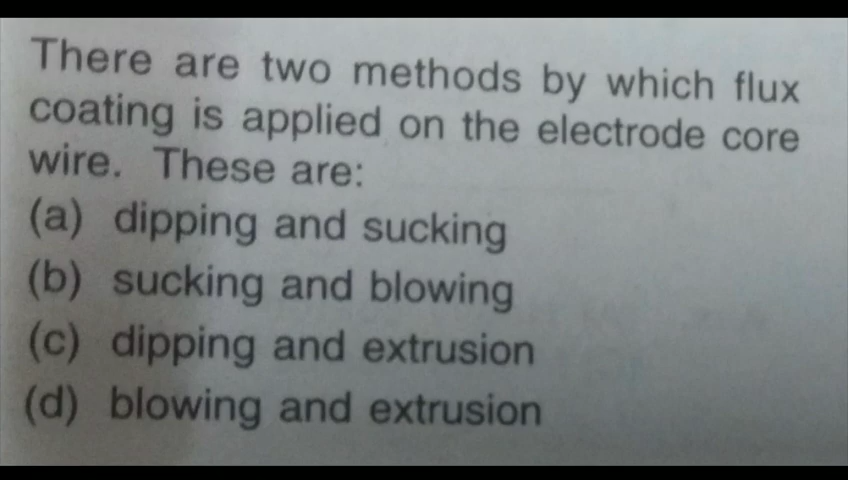 There are two methods by which flux
coating is applied on the electrode core
wire. These are:
(a) dipping and sucking
(b) sucking and blowing
(c) dipping and extrusion
(d) blowing and extrusion